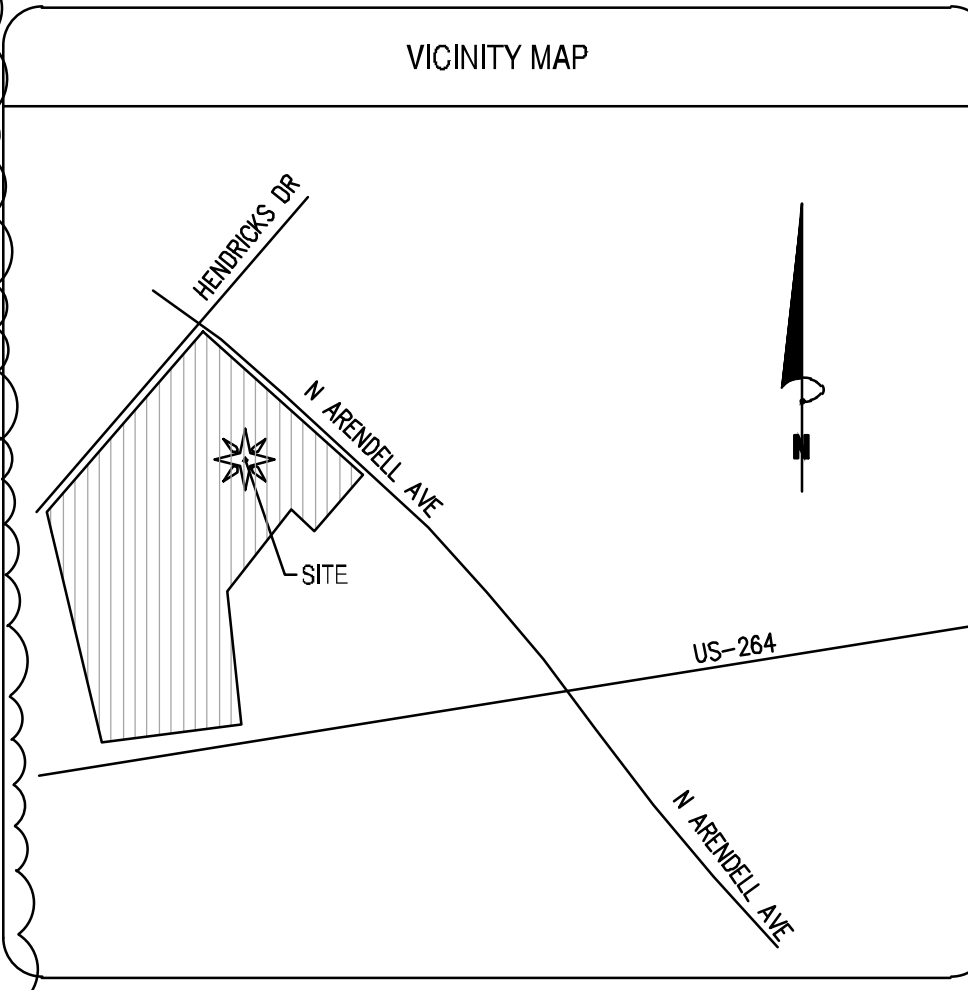 VICINITY MAP
HENDRICKS DR
N ARENDELL AVE
N
SITE
US-264
N ARENDELL AVE